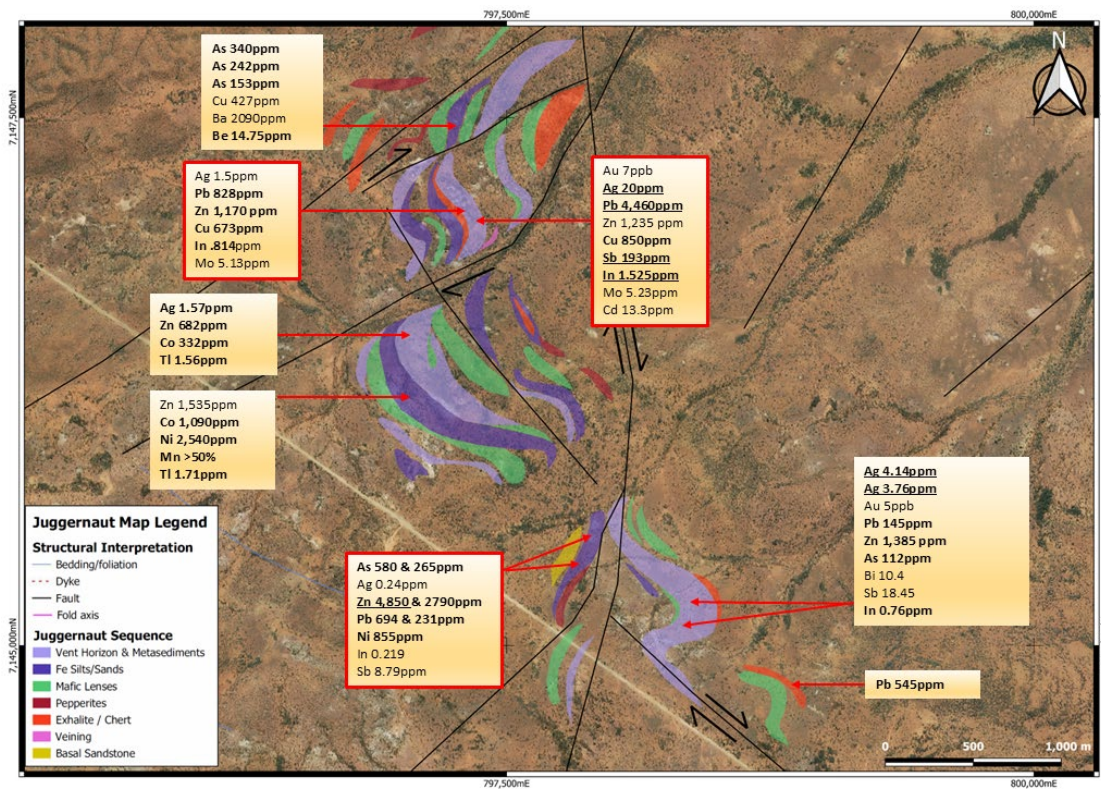 797,500mE
800,000mE
N
7,147,500mN
As 340ppm
As 242ppm
As 153ppm
Cu 427ppm
Ba 2090ppm
Be 14.75ppm
Ag 1.5ppm
Pb 828ppm
Zn 1,170 ppm
Cu 673ppm
In .814ppm
Mo 5.13ppm
Au 7ppb
Ag 20ppm
Pb 4,460ppm
Zn 1,235 ppm
Cu 850ppm
Sb 193ppm
In 1.525ppm
Mo 5.23ppm
Cd 13.3ppm
Ag 1.57ppm
Zn 682ppm
Co 332ppm
Tl 1.56ppm
Zn 1,535ppm
Co 1,090ppm
Ni 2,540ppm
Mn >50%
Tl 1.71ppm
Ag 4.14ppm
Ag 3.76ppm
Au 5ppb
Pb 145ppm
Zn 1,385 ppm
As 112ppm
Bi 10.4
Sb 18.45
In 0.76ppm
As 580 & 265ppm
Ag 0.24ppm
Zn 4,850 & 2790ppm
Pb 694 & 231ppm
Ni 855ppm
In 0.219
Sb 8.79ppm
Pb 545ppm
7,145,000mN
Juggernaut Map Legend
Structural Interpretation
Bedding/foliation
Dyke
Fault
Fold axis
Juggernaut Sequence
Vent Horizon & Metasediments
Fe Silts/Sands
Mafic Lenses
Pepperites
Exhalite / Chert
Veining
Basal Sandstone
0 500 1,000 m
797,500mE
800,000mE